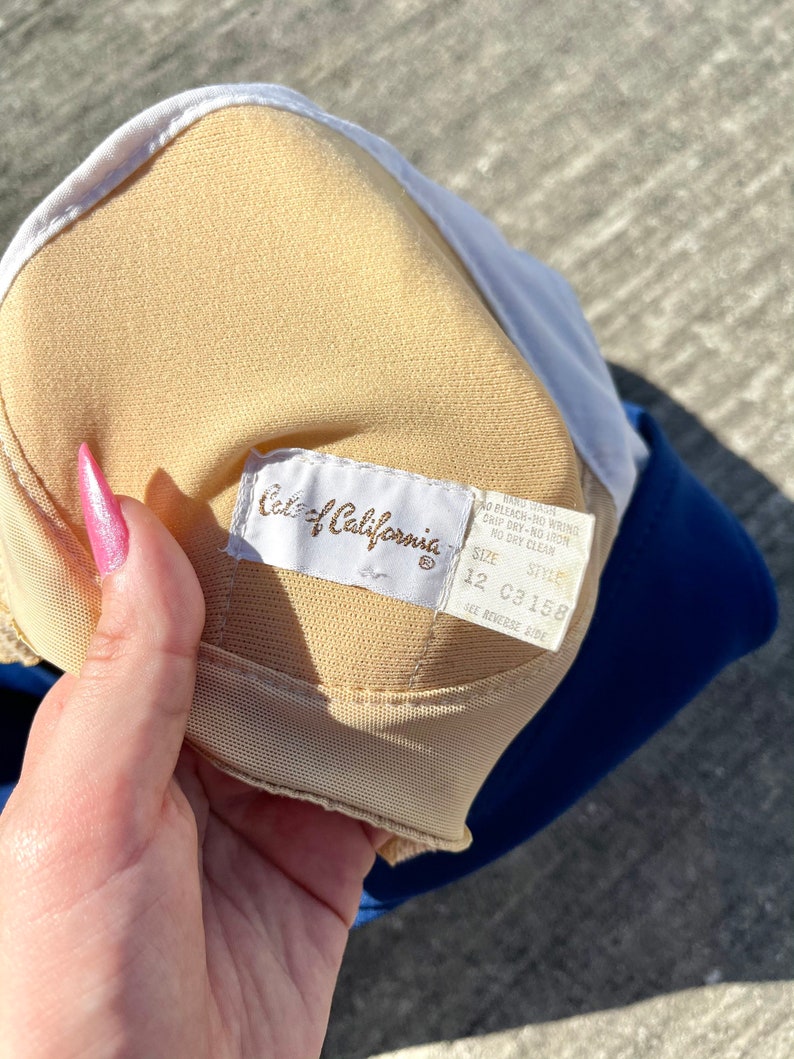 Cole of California
®
HAND WASH
NO BLEACH-NO WRING
DRIP DRY-NO IRON
NO DRY CLEAN
SIZE STYLE
12 C3158
SEE REVERSE SIDE